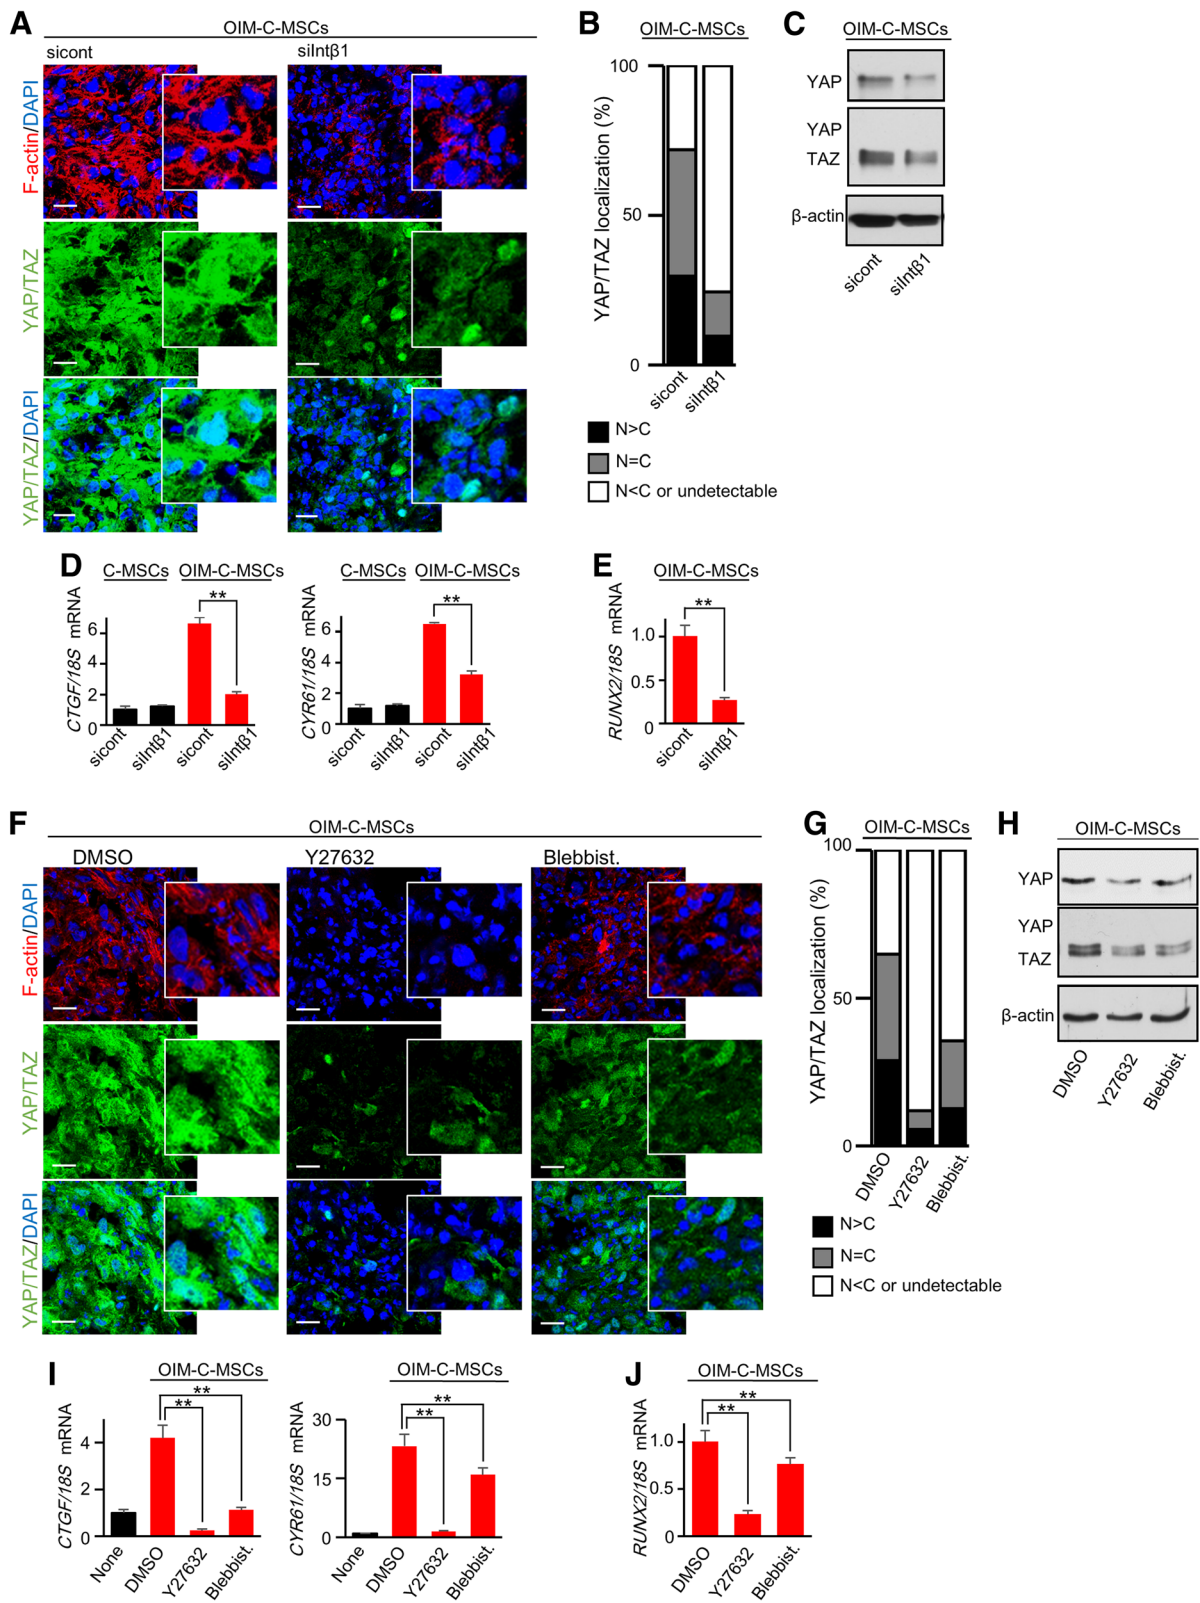 A
OIM-C-MSCs
sicont
siIntβ1
F-actin/DAPI
YAP/TAZ
YAP/TAZ/DAPI
B
OIM-C-MSCs
YAP/TAZ localization (%)
100
50
0
sicont
siIntβ1
N>C
N=C
N<C or undetectable
C
OIM-C-MSCs
YAP
YAP
TAZ
β-actin
sicont
siIntβ1
D
C-MSCs
OIM-C-MSCs
CTGF/18S mRNA
6
4
2
0
**
sicont
siIntβ1
sicont
siIntβ1
C-MSCs
OIM-C-MSCs
CYR61/18S mRNA
6
4
2
0
**
sicont
siIntβ1
sicont
siIntβ1
E
OIM-C-MSCs
RUNX2/18S mRNA
1.0
0.5
0
**
sicont
siIntβ1
F
OIM-C-MSCs
DMSO
Y27632
Blebbist.
F-actin/DAPI
YAP/TAZ
YAP/TAZ/DAPI
G
OIM-C-MSCs
YAP/TAZ localization (%)
100
50
0
DMSO
Y27632
Blebbist.
N>C
N=C
N<C or undetectable
H
OIM-C-MSCs
YAP
YAP
TAZ
β-actin
DMSO
Y27632
Blebbist.
I
OIM-C-MSCs
CTGF/18S mRNA
4
2
0
**
**
None
DMSO
Y27632
Blebbist.
OIM-C-MSCs
CYR61/18S mRNA
30
15
0
**
**
None
DMSO
Y27632
Blebbist.
J
OIM-C-MSCs
RUNX2/18S mRNA
1.0
0.5
0
**
**
DMSO
Y27632
Blebbist.